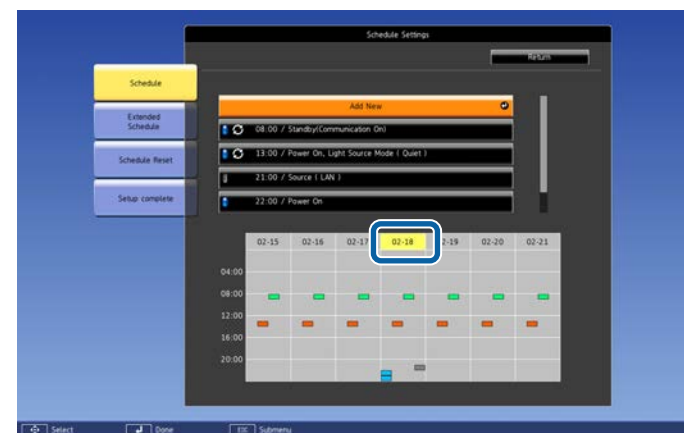 Schedule Settings
Return
Schedule
Extended
Schedule
Schedule Reset
Setup complete
Add New
08:00 / Standby(Communication On)
13:00 / Power On, Light Source Mode ( Quiet )
21:00 / Source ( LAN )
22:00 / Power On
02-15 02-16 02-17 02-18 02-19 02-20 02-21
04:00
08:00
12:00
16:00
20:00
Select Done ESC Submenu